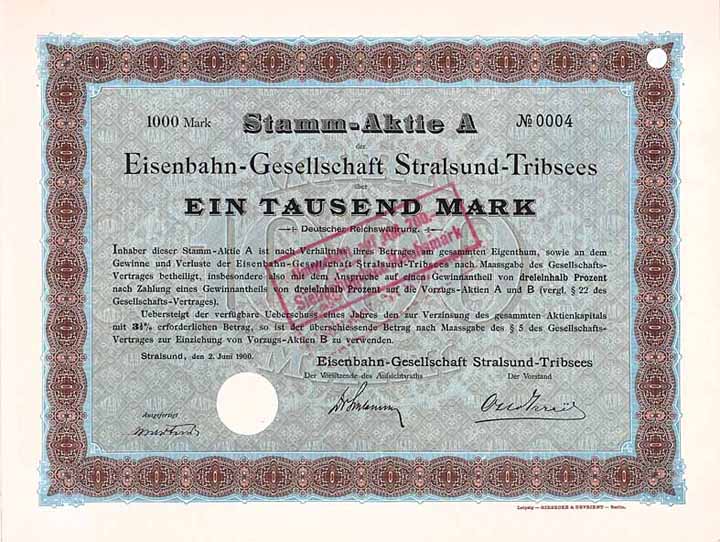 1000 Mark Stamm-Aktie A № 0004
der
Eisenbahn-Gesellschaft Stralsund-Tribsees
über
EIN TAUSEND MARK
Deutscher Reichswährung.
Inhaber dieser Stamm-Aktie A ist nach Verhältniß ihres Betrages am gesammten Eigenthum, sowie an dem
Gewinne und Verluste der Eisenbahn-Gesellschaft Stralsund-Tribsees nach Maassgabe des Gesellschafts-
Vertrages betheiligt, insbesondere also mit dem Anspruche auf einen Gewinnantheil von dreieinhalb Prozent
nach Zahlung eines Gewinnantheils von dreieinhalb Prozent auf die Vorzugs-Aktien A und B (vergl. § 22 des
Gesellschafts-Vertrages).
Uebersteigt der verfügbare Ueberschuss eines Jahres den zur Verzinsung des gesammten Aktienkapitals
mit 3½% erforderlichen Betrag, so ist der überschiessende Betrag nach Maassgabe des § 5 des Gesellschafts-
Vertrages zur Einziehung von Vorzugs-Aktien B zu verwenden.
Stralsund, den 2. Juni 1900.
Eisenbahn-Gesellschaft Stralsund-Tribsees
Der Vorsitzende des Aufsichtsraths Der Vorstand
Ausgefertigt
Leipzig — GIESECKE & DEVRIENT — Berlin.